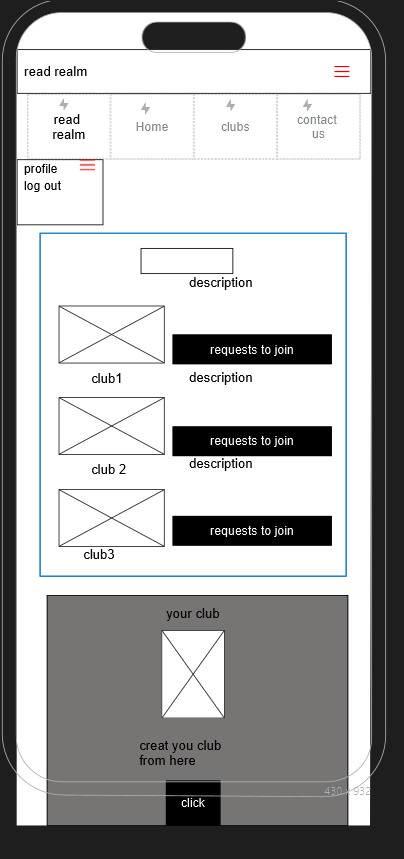 read realm
read
realm
Home
clubs
contact
us
profile
log out
description
requests to join
club1
description
requests to join
club 2
description
requests to join
club3
your club
creat you club
from here
click
430 x 932